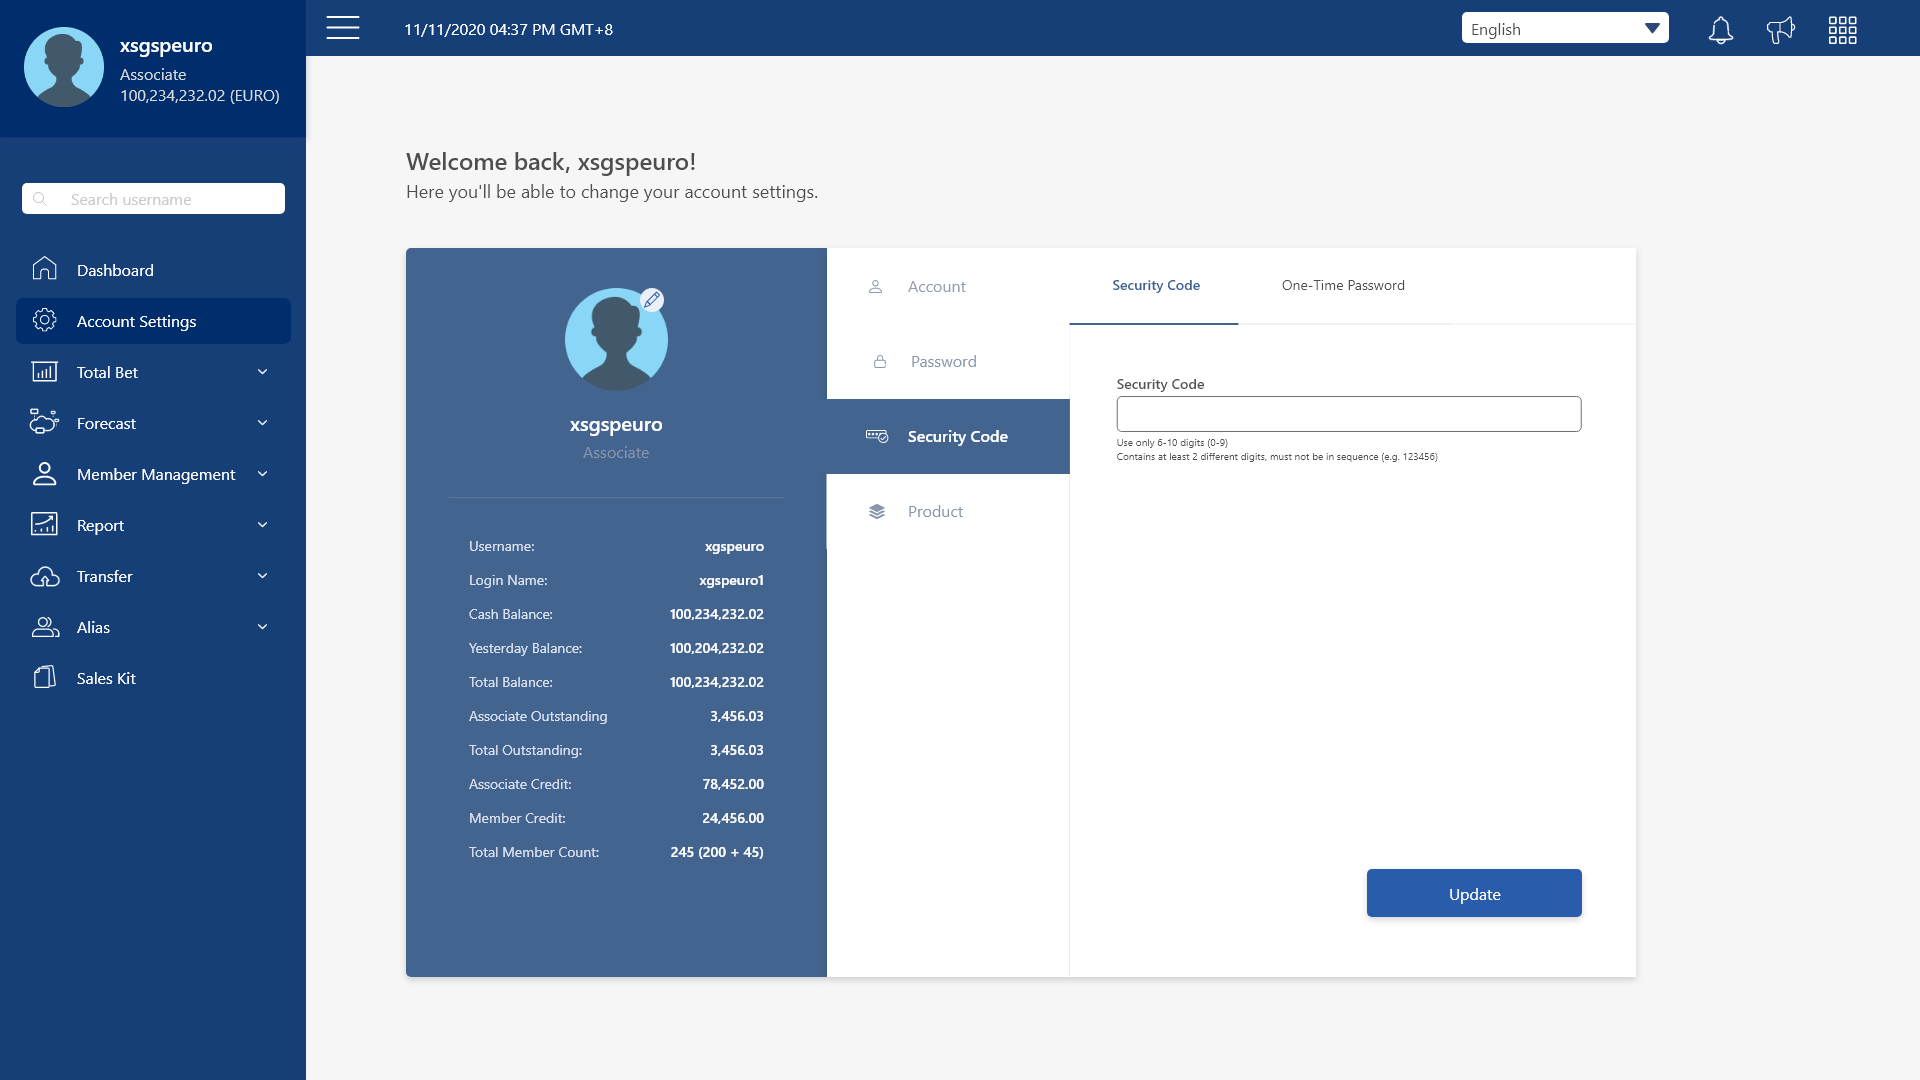 xsgspeuro
Associate
100,234,232.02 (EURO)
11/11/2020 04:37 PM GMT+8
English
Search username
Dashboard
Account Settings
Total Bet
Forecast
Member Management
Report
Transfer
Alias
Sales Kit
Welcome back, xsgspeuro!
Here you'll be able to change your account settings.
xsgspeuro
Associate
Username: xgspeuro
Login Name: xgspeuro1
Cash Balance: 100,234,232.02
Yesterday Balance: 100,204,232.02
Total Balance: 100,234,232.02
Associate Outstanding 3,456.03
Total Outstanding: 3,456.03
Associate Credit: 78,452.00
Member Credit: 24,456.00
Total Member Count: 245 (200 + 45)
Account
Password
Security Code
Product
Security Code One-Time Password
Security Code
Use only 6-10 digits (0-9)
Contains at least 2 different digits, must not be in sequence (e.g. 123456)
Update